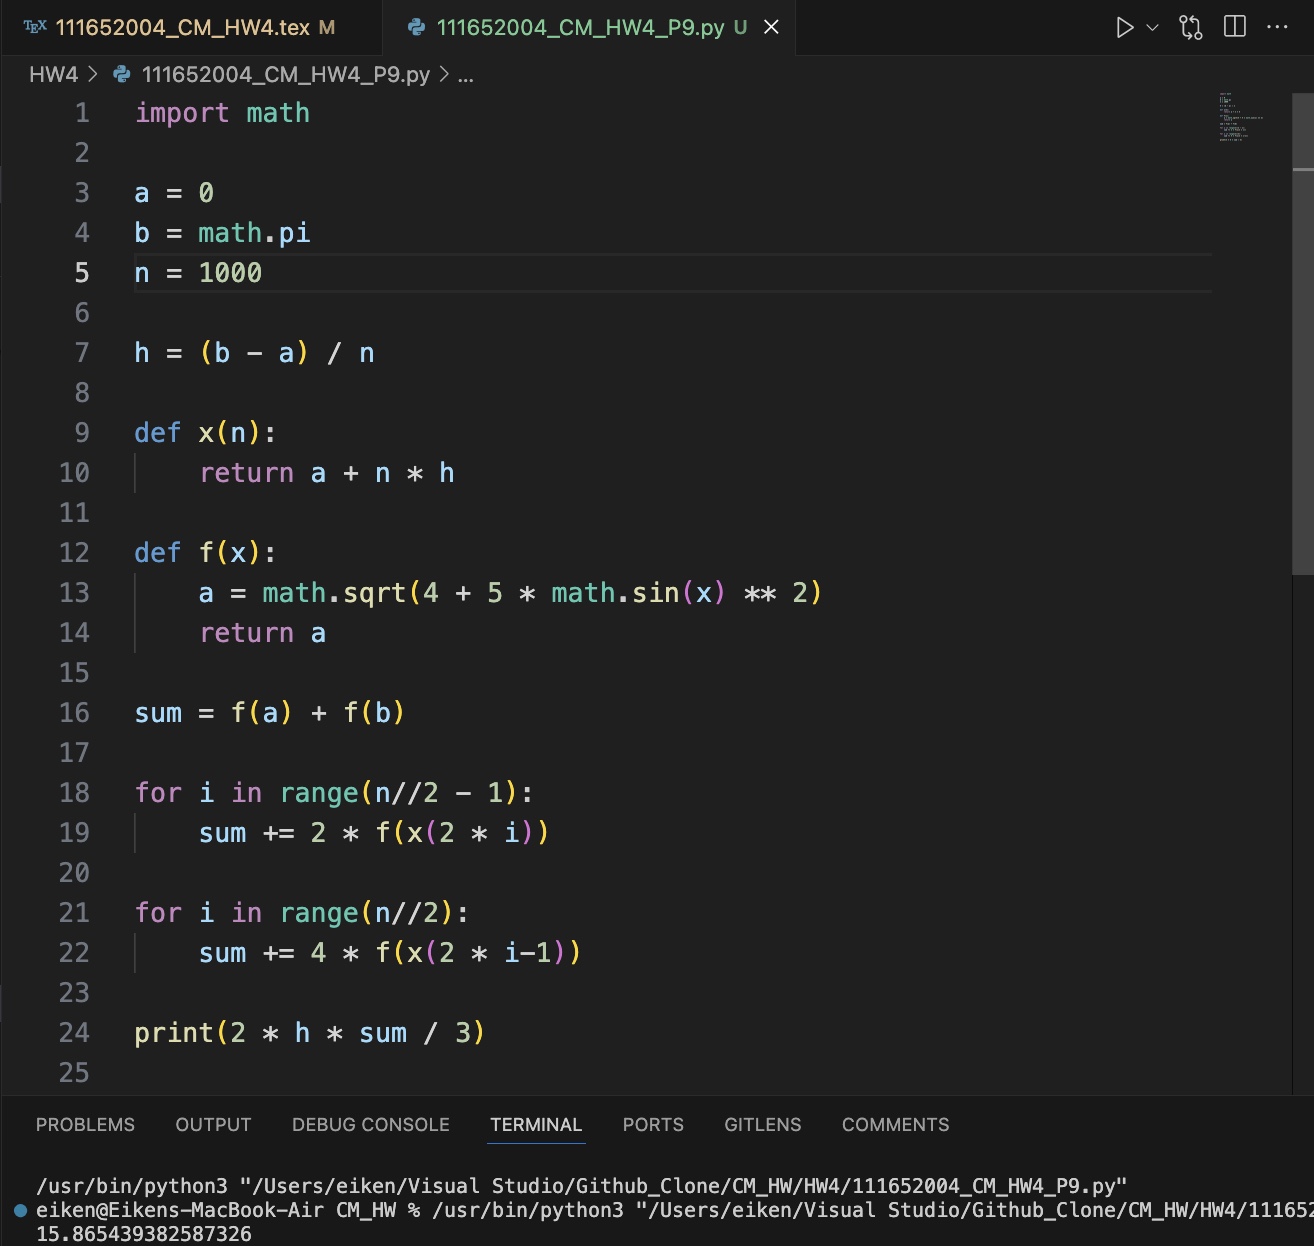 TEX 111652004_CM_HW4.tex M
111652004_CM_HW4_P9.py U
HW4 > 111652004_CM_HW4_P9.py > ...
1 import math
2
3 a = 0
4 b = math.pi
5 n = 1000
6
7 h = (b - a) / n
8
9 def x(n):
10     return a + n * h
11
12 def f(x):
13     a = math.sqrt(4 + 5 * math.sin(x) ** 2)
14     return a
15
16 sum = f(a) + f(b)
17
18 for i in range(n//2 - 1):
19     sum += 2 * f(x(2 * i))
20
21 for i in range(n//2):
22     sum += 4 * f(x(2 * i-1))
23
24 print(2 * h * sum / 3)
25
PROBLEMS OUTPUT DEBUG CONSOLE TERMINAL PORTS GITLENS COMMENTS
/usr/bin/python3 "/Users/eiken/Visual Studio/Github_Clone/CM_HW/HW4/111652004_CM_HW4_P9.py"
eiken@Eikens-MacBook-Air CM_HW % /usr/bin/python3 "/Users/eiken/Visual Studio/Github_Clone/CM_HW/HW4/111652
15.865439382587326